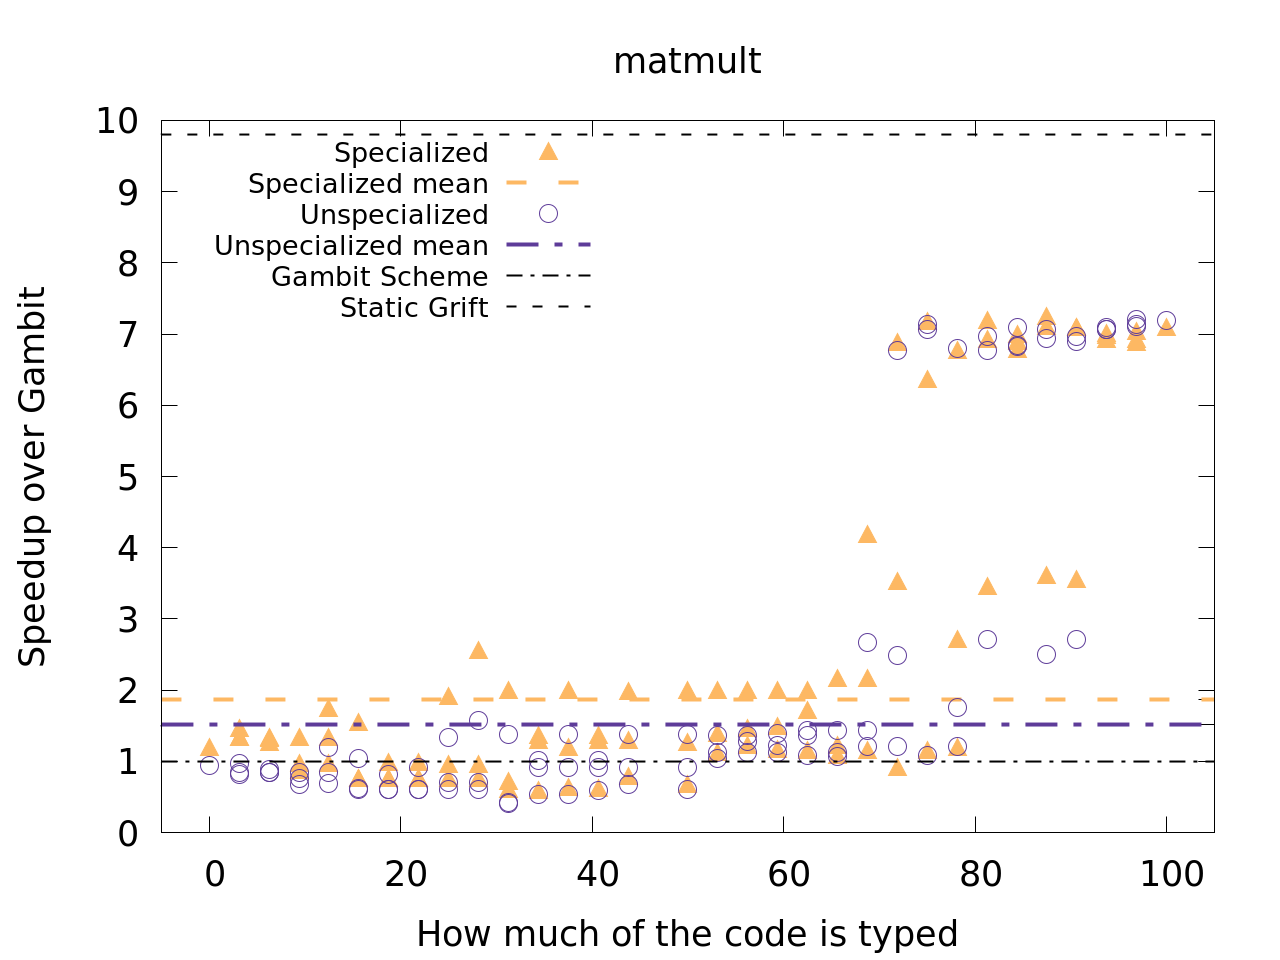 matmult
10
9
8
7
6
5
4
3
2
1
0
Speedup over Gambit
Specialized
Specialized mean
Unspecialized
Unspecialized mean
Gambit Scheme
Static Grift
0 20 40 60 80 100
How much of the code is typed